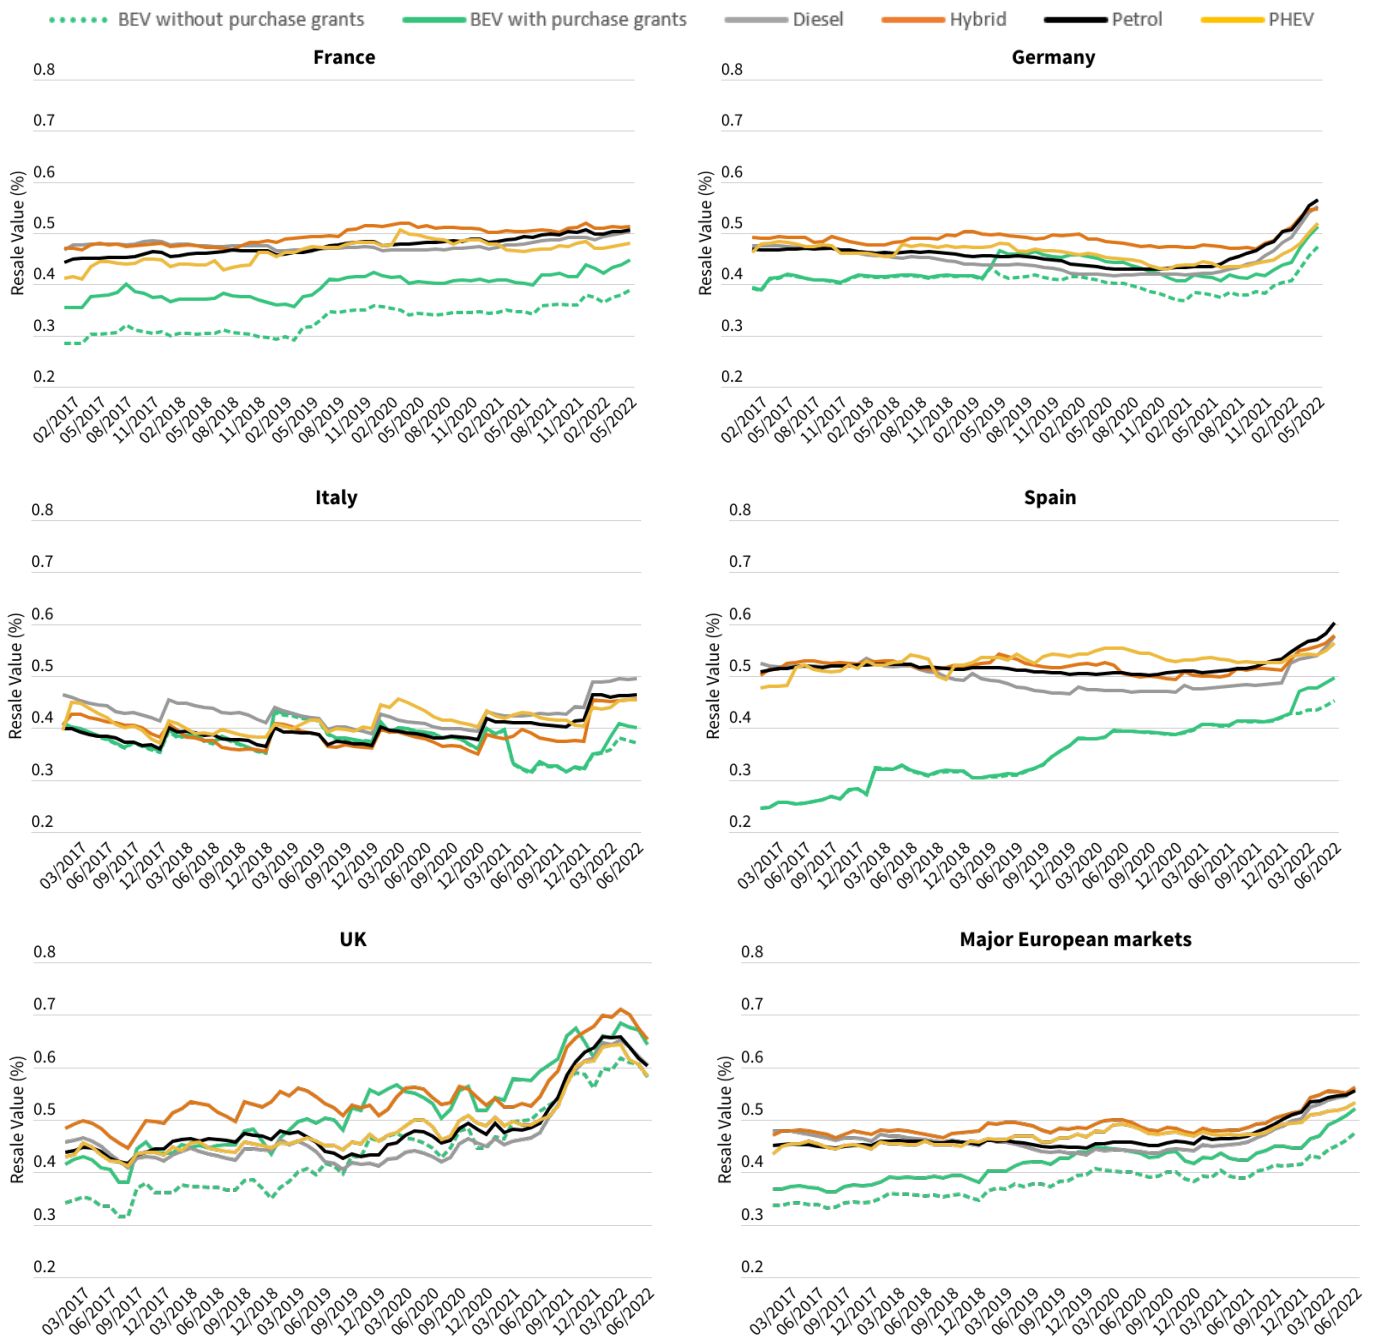 BEV without purchase grants BEV with purchase grants Diesel Hybrid Petrol PHEV
France
Resale Value (%)
0.8
0.7
0.6
0.5
0.4
0.3
0.2
02/2017 05/2017 08/2017 11/2017 02/2018 05/2018 08/2018 11/2018 02/2019 05/2019 08/2019 11/2019 02/2020 05/2020 08/2020 11/2020 02/2021 05/2021 08/2021 11/2021 02/2022 05/2022
Germany
Resale Value (%)
0.8
0.7
0.6
0.5
0.4
0.3
0.2
02/2017 05/2017 08/2017 11/2017 02/2018 05/2018 08/2018 11/2018 02/2019 05/2019 08/2019 11/2019 02/2020 05/2020 08/2020 11/2020 02/2021 05/2021 08/2021 11/2021 02/2022 05/2022
Italy
Resale Value (%)
0.8
0.7
0.6
0.5
0.4
0.3
0.2
03/2017 06/2017 09/2017 12/2017 03/2018 06/2018 09/2018 12/2018 03/2019 06/2019 09/2019 12/2019 03/2020 06/2020 09/2020 12/2020 03/2021 06/2021 09/2021 12/2021 03/2022 06/2022
Spain
Resale Value (%)
0.8
0.7
0.6
0.5
0.4
0.3
0.2
03/2017 06/2017 09/2017 12/2017 03/2018 06/2018 09/2018 12/2018 03/2019 06/2019 09/2019 12/2019 03/2020 06/2020 09/2020 12/2020 03/2021 06/2021 09/2021 12/2021 03/2022 06/2022
UK
Resale Value (%)
0.8
0.7
0.6
0.5
0.4
0.3
0.2
03/2017 06/2017 09/2017 12/2017 03/2018 06/2018 09/2018 12/2018 03/2019 06/2019 09/2019 12/2019 03/2020 06/2020 09/2020 12/2020 03/2021 06/2021 09/2021 12/2021 03/2022 06/2022
Major European markets
Resale Value (%)
0.8
0.7
0.6
0.5
0.4
0.3
0.2
03/2017 06/2017 09/2017 12/2017 03/2018 06/2018 09/2018 12/2018 03/2019 06/2019 09/2019 12/2019 03/2020 06/2020 09/2020 12/2020 03/2021 06/2021 09/2021 12/2021 03/2022 06/2022